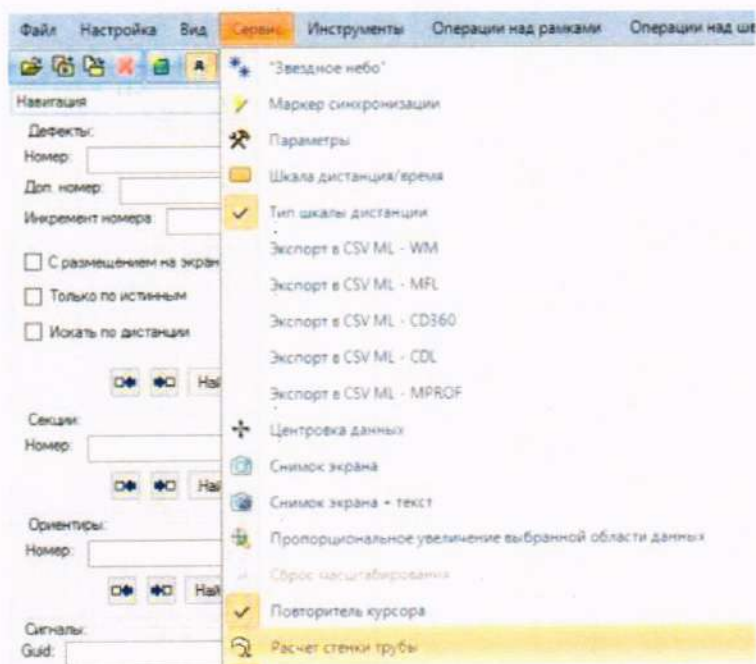 Файл Настройка Вид Сервис Инструменты Операции над рамками Операции над ше
A
Навигация
Дефекты:
Номер:
Доп. номер:
Инкремент номера
С размещением на экран
Только по истинным
Искать по дистанции
Най
Секции:
Номер:
Най
Ориентиры:
Номер:
Най
Сигналы:
Guid:
"Звездное небо"
Маркер синхронизации
Параметры
Шкала дистанция/время
Тип шкалы дистанции
Экспорт в CSV ML - WM
Экспорт в CSV ML - MFL
Экспорт в CSV ML - CD360
Экспорт в CSV ML - CDL
Экспорт в CSV ML - MPROF
Центровка данных
Снимок экрана
Снимок экрана + текст
Пропорциональное увеличение выбранной области данных
Сброс масштабирования
Повторитель курсора
Расчет стенки трубы